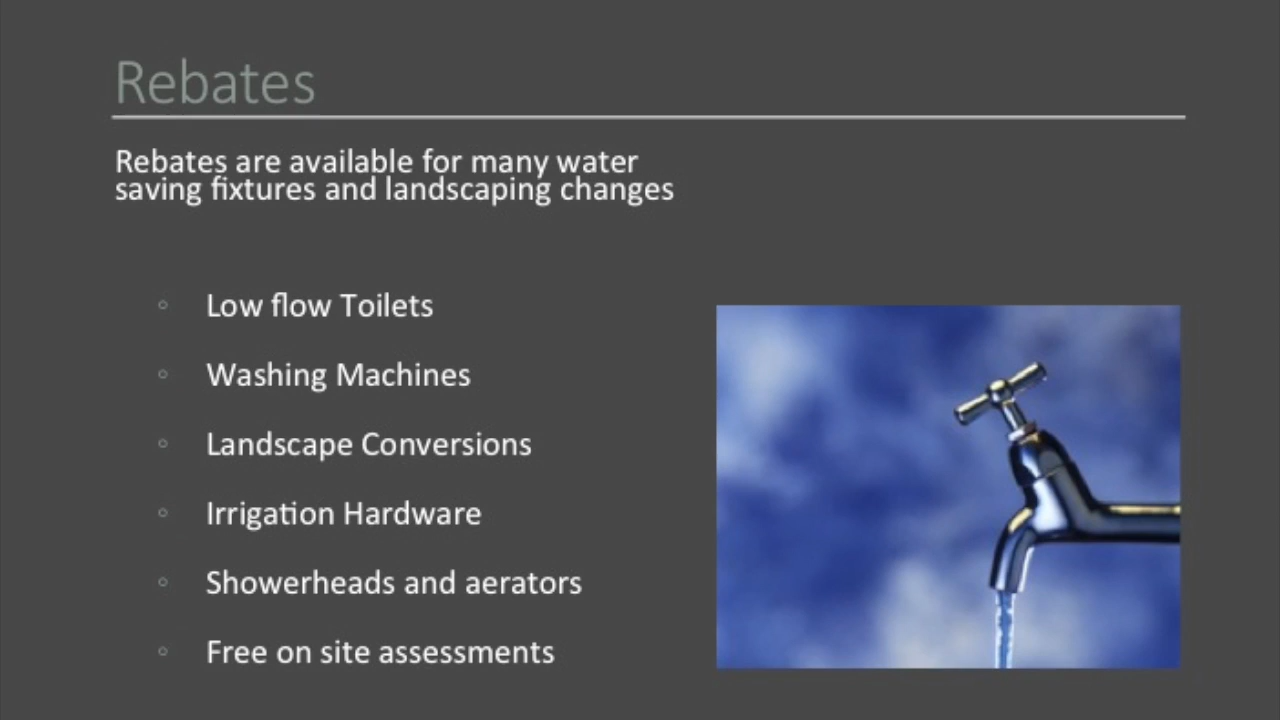 Rebates
Rebates are available for many water
saving fixtures and landscaping changes
Low flow Toilets
Washing Machines
Landscape Conversions
Irrigation Hardware
Showerheads and aerators
Free on site assessments